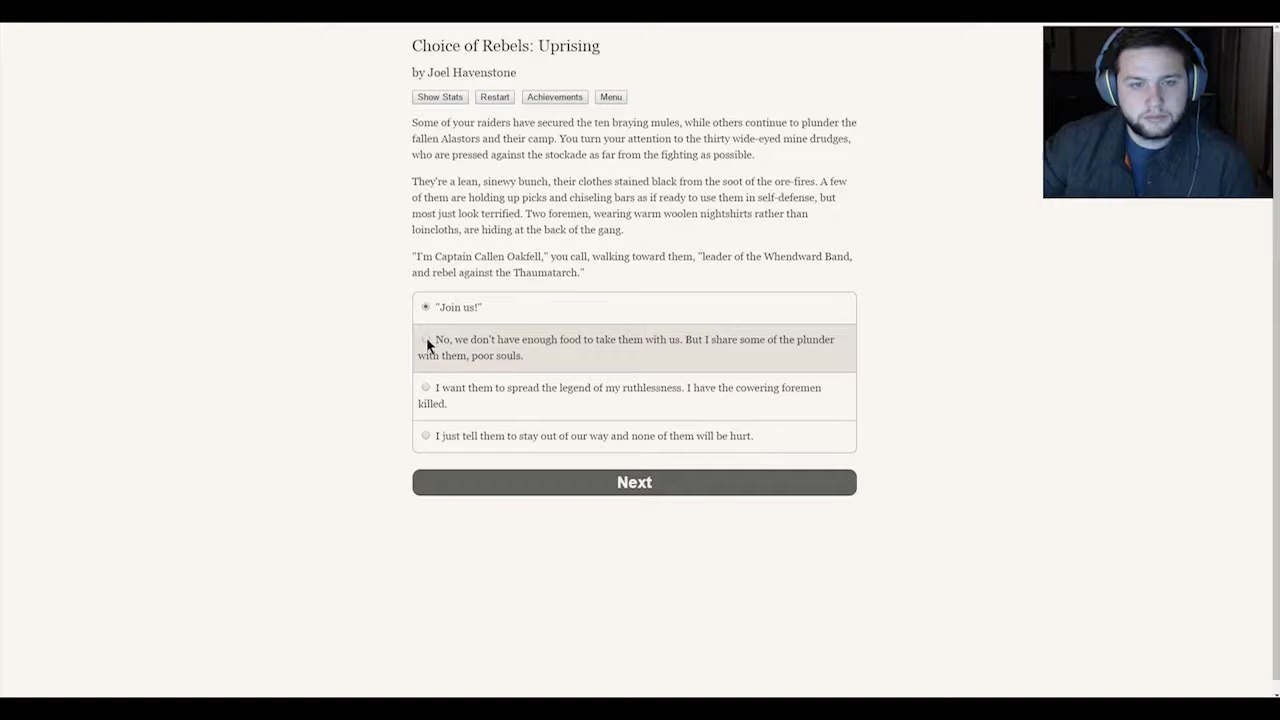 Choice of Rebels: Uprising
by Joel Havenstone
Show Stats Restart Achievements Menu
Some of your raiders have secured the ten braying mules, while others continue to plunder the
fallen Alastors and their camp. You turn your attention to the thirty wide-eyed mine drudges,
who are pressed against the stockade as far from the fighting as possible.
They're a lean, sinewy bunch, their clothes stained black from the soot of the ore-fires. A few
of them are holding up picks and chiseling bars as if ready to use them in self-defense, but
most just look terrified. Two foremen, wearing warm woolen nightshirts rather than
loincloths, are hiding at the back of the gang.
"I'm Captain Callen Oakfell," you call, walking toward them, "leader of the Whendward Band,
and rebel against the Thaumatarch."
"Join us!"
No, we don't have enough food to take them with us. But I share some of the plunder
with them, poor souls.
I want them to spread the legend of my ruthlessness. I have the cowering foremen
killed.
I just tell them to stay out of our way and none of them will be hurt.
Next